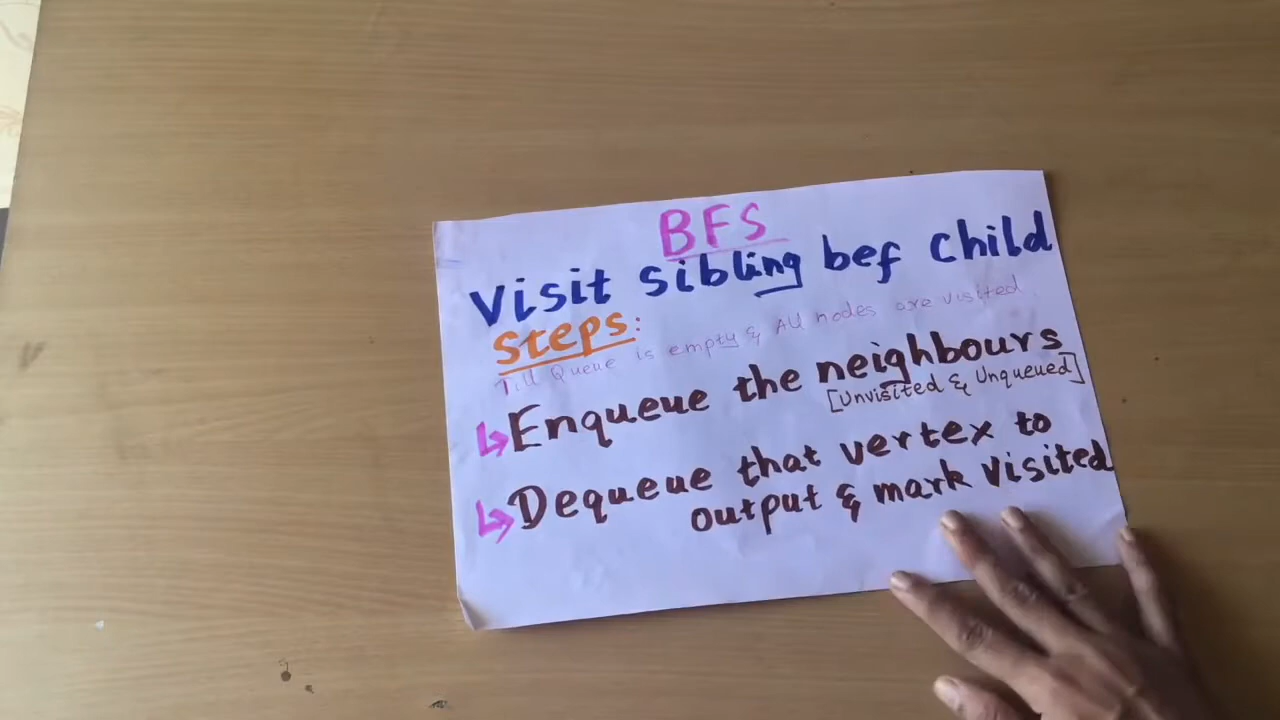 BFS
Visit sibling bef child
Steps:
Till Queue is empty & All nodes are visited
↳ Enqueue the neighbours
[Unvisited & Unqueued]
↳ Dequeue that vertex to
output & mark visited